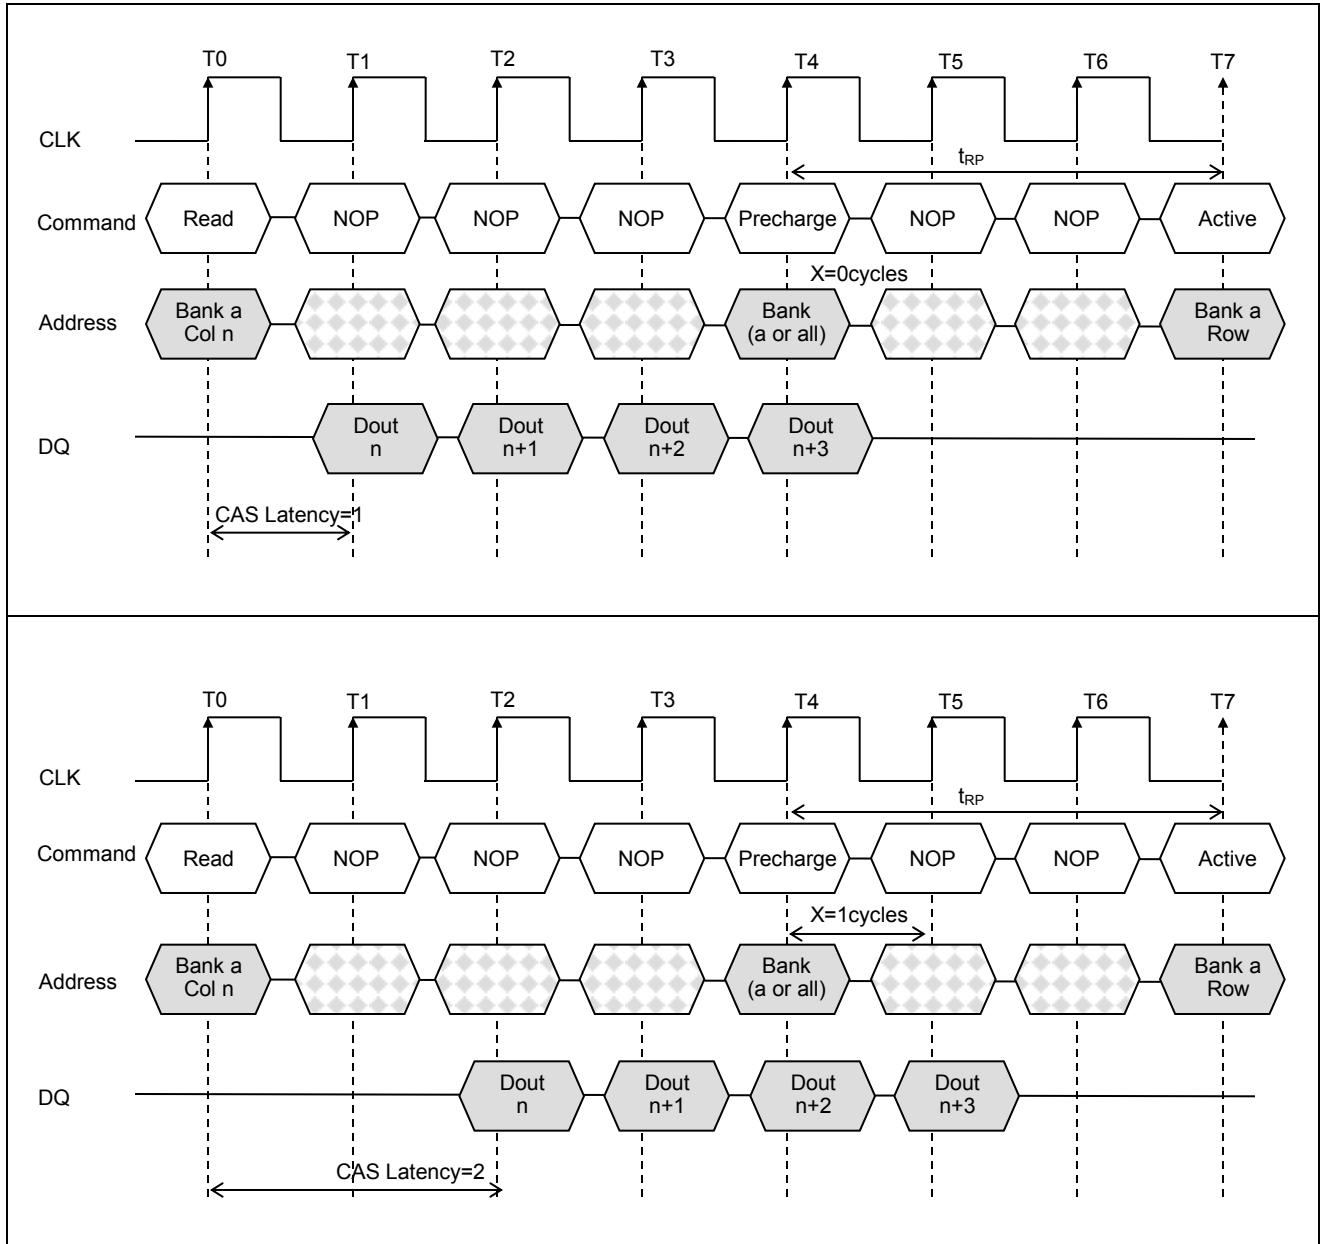 T0 T1 T2 T3 T4 T5 T6 T7
CLK
tRP
Command Read NOP NOP NOP Precharge NOP NOP Active
X=0cycles
Address Bank a Bank Bank a
Col n (a or all) Row
DQ Dout Dout Dout Dout
n n+1 n+2 n+3
CAS Latency=1
T0 T1 T2 T3 T4 T5 T6 T7
CLK
tRP
Command Read NOP NOP NOP Precharge NOP NOP Active
X=1cycles
Address Bank a Bank Bank a
Col n (a or all) Row
DQ Dout Dout Dout Dout
n n+1 n+2 n+3
CAS Latency=2